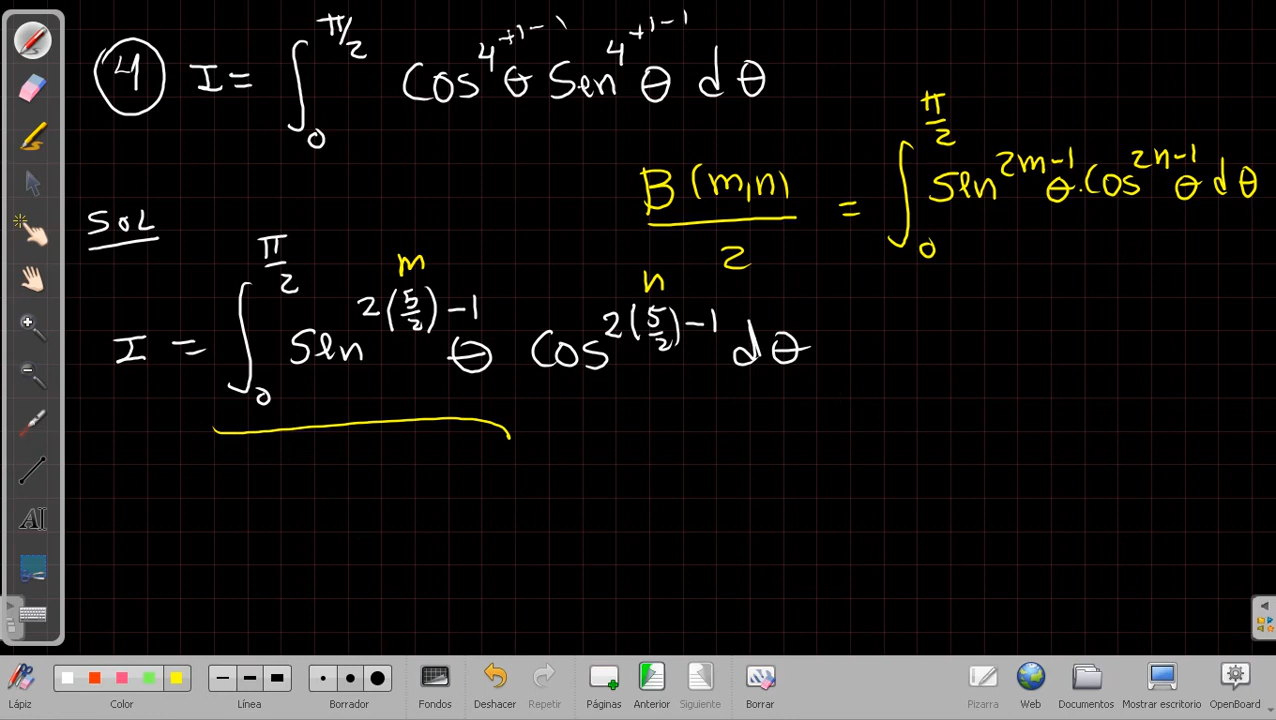 ④ I = ∫₀^{π/2} Cos^{4+1-1} θ Sen^{4+1-1} θ dθ
B(m,n)/2 = ∫₀^{π/2} Sen^{2m-1} θ · Cos^{2n-1} θ dθ
SOL
m n
I = ∫₀^{π/2} Sen^{2(5/2)-1} θ Cos^{2(5/2)-1} dθ
Lápiz Color Línea Borrador Fondos Deshacer Repetir Páginas Anterior Siguiente Borrar Pizarra Web Documentos Mostrar escritorio OpenBoard